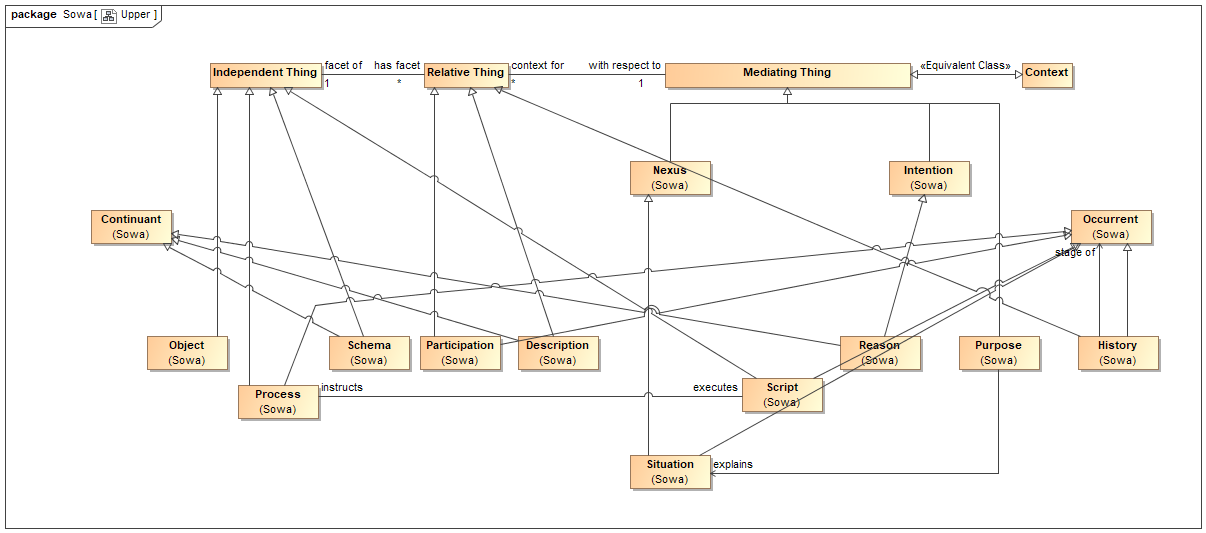 package Sowa [ Upper ]
Independent Thing
facet of
has facet
1
*
Relative Thing
context for
with respect to
*
1
Mediating Thing
«Equivalent Class»
Context
Nexus
(Sowa)
Intention
(Sowa)
Continuant
(Sowa)
Occurrent
(Sowa)
stage of
Object
(Sowa)
Schema
(Sowa)
Participation
(Sowa)
Description
(Sowa)
Reason
(Sowa)
Purpose
(Sowa)
History
(Sowa)
Process
(Sowa)
instructs
executes
Script
(Sowa)
Situation
(Sowa)
explains